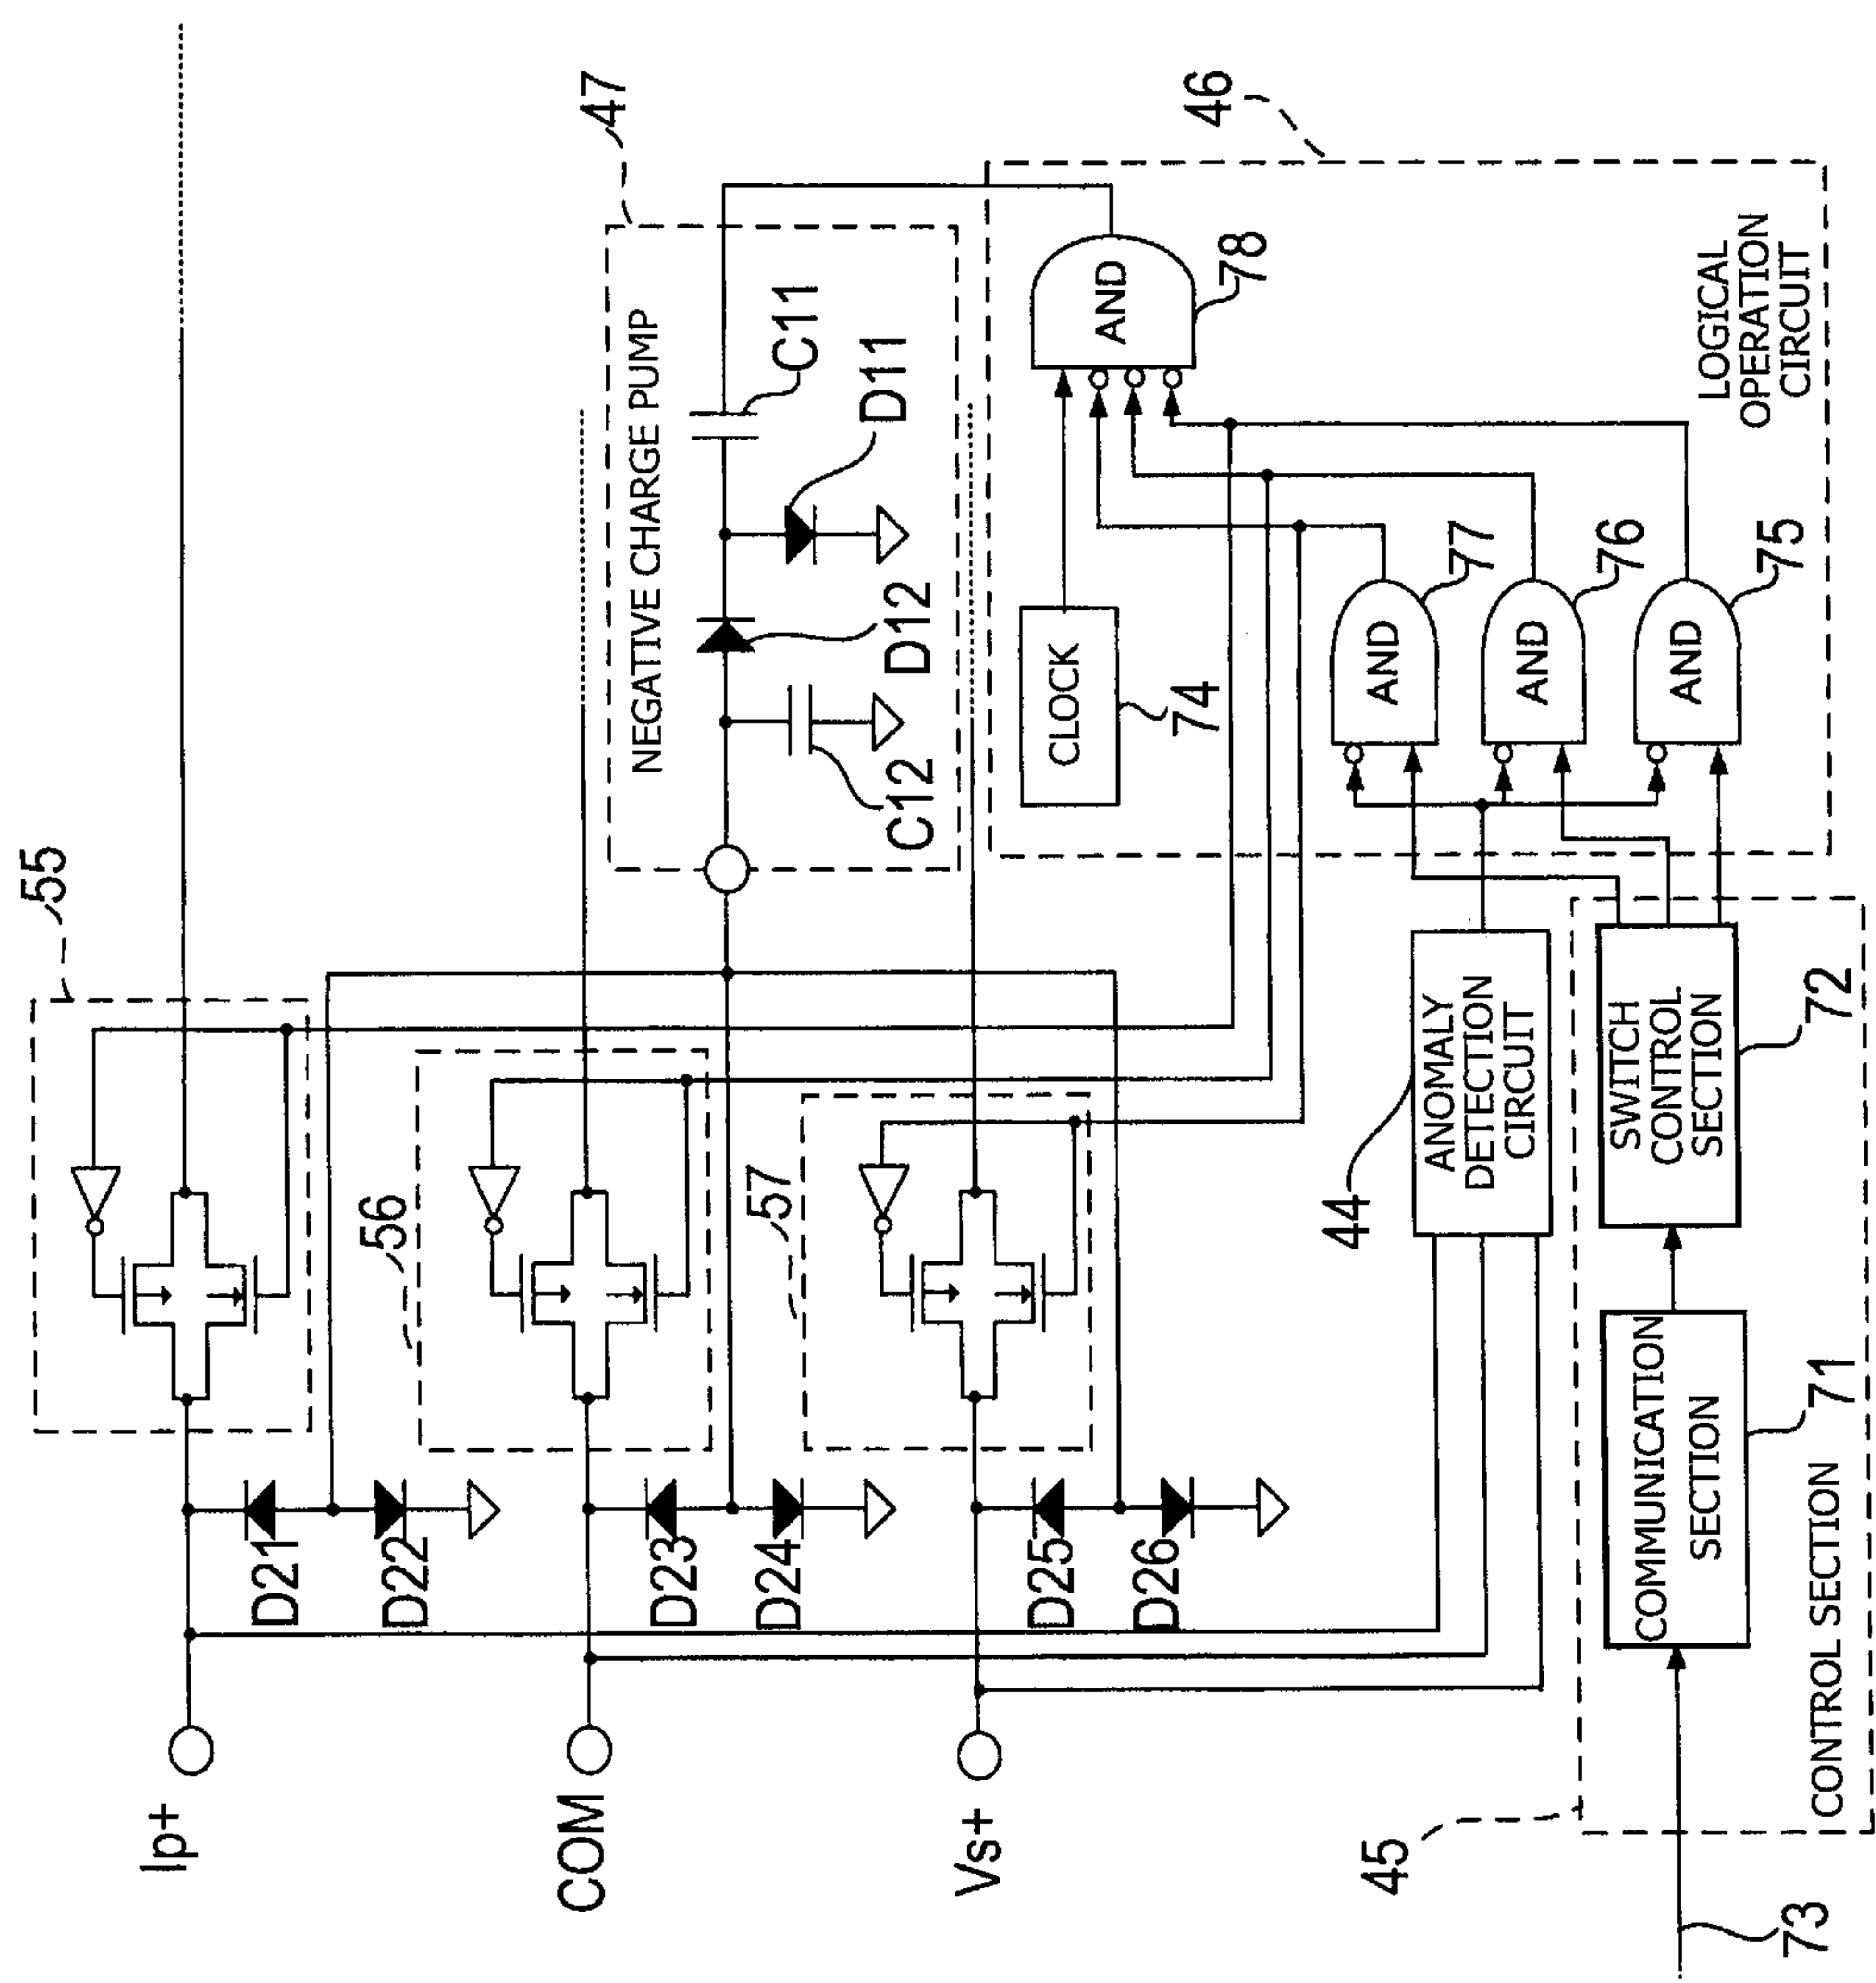 Ip+
COM
Vs+
55
56
57
D21
D22
D23
D24
D25
D26
47
NEGATIVE CHARGE PUMP
C11
D11
D12
C12
46
LOGICAL
OPERATION
CIRCUIT
CLOCK
74
AND
78
AND
77
AND
76
AND
75
ANOMALY
DETECTION
CIRCUIT
44
SWITCH
CONTROL
SECTION
72
COMMUNICATION
SECTION
71
CONTROL SECTION
45
73